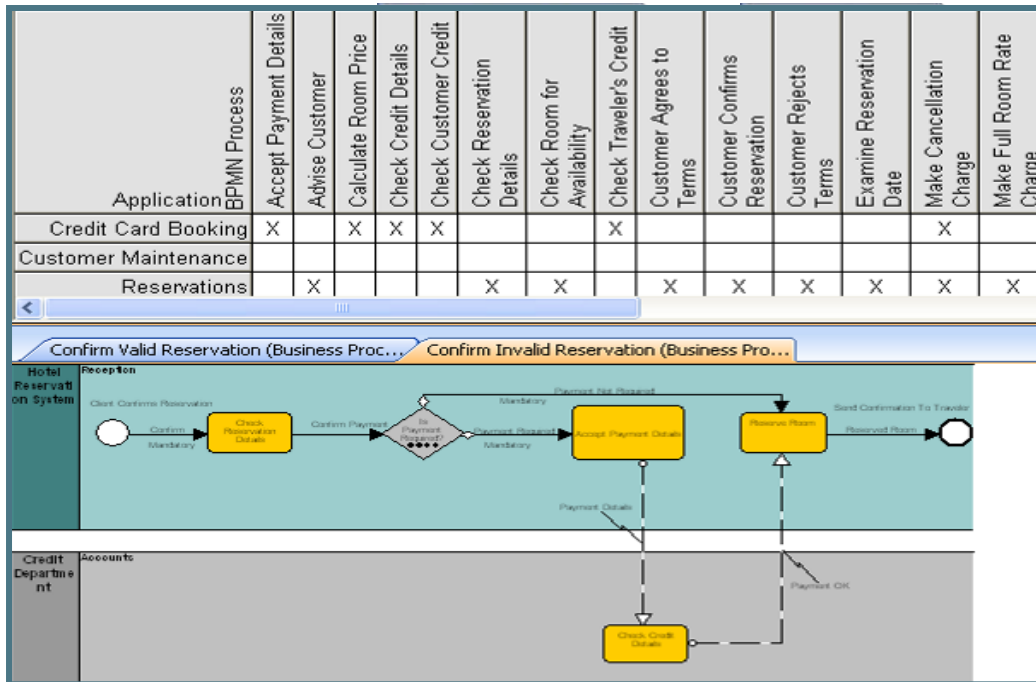 Application
BPMN Process
Accept Payment Details
Advise Customer
Calculate Room Price
Check Credit Details
Check Customer Credit
Check Reservation
Details
Check Room for
Availability
Check Traveler's Credit
Customer Agrees to
Terms
Customer Confirms
Reservation
Customer Rejects
Terms
Examine Reservation
Date
Make Cancellation
Charge
Make Full Room Rate
Charge
Credit Card Booking X X X X X X
Customer Maintenance
Reservations X X X X X X X X X
Confirm Valid Reservation (Business Proc...
Confirm Invalid Reservation (Business Pro...
Hotel
Reservati
on System
Reception
Client Confirms Reservation
Confirm
Mandatory
Check
Reservation
Details
Confirm Payment
Is
Payment
Required?
Payment Not Required
Mandatory
Payment Required
Mandatory
Accept Payment Details
Reserve Room
Send Confirmation To Traveler
Reserved Room
Payment Details
Credit
Departme
nt
Accounts
Payment OK
Check Credit
Details